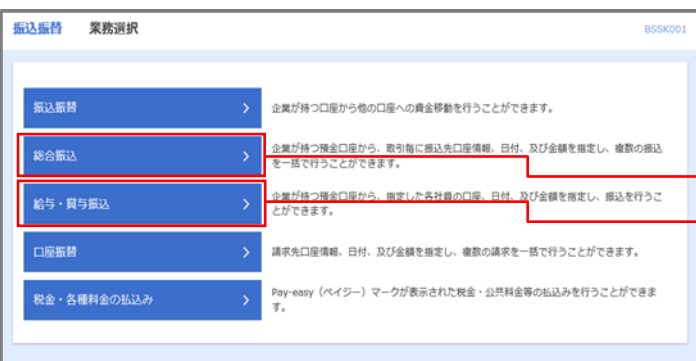 振込振替 業務選択 BSSK001
振込振替
企業が持つ口座から他の口座への資金移動を行うことができます。
総合振込
企業が持つ預金口座から、取引毎に振込先口座情報、日付、及び金額を指定し、複数の振込
を一括で行うことができます。
給与・賞与振込
企業が持つ預金口座から、指定した各社員の口座、日付、及び金額を指定し、振込を行うこ
とができます。
口座振替
請求先口座情報、日付、及び金額を指定し、複数の請求を一括で行うことができます。
税金・各種料金の払込み
Pay-easy（ペイジー）マークが表示された税金・公共料金等の払込みを行うことができま
す。